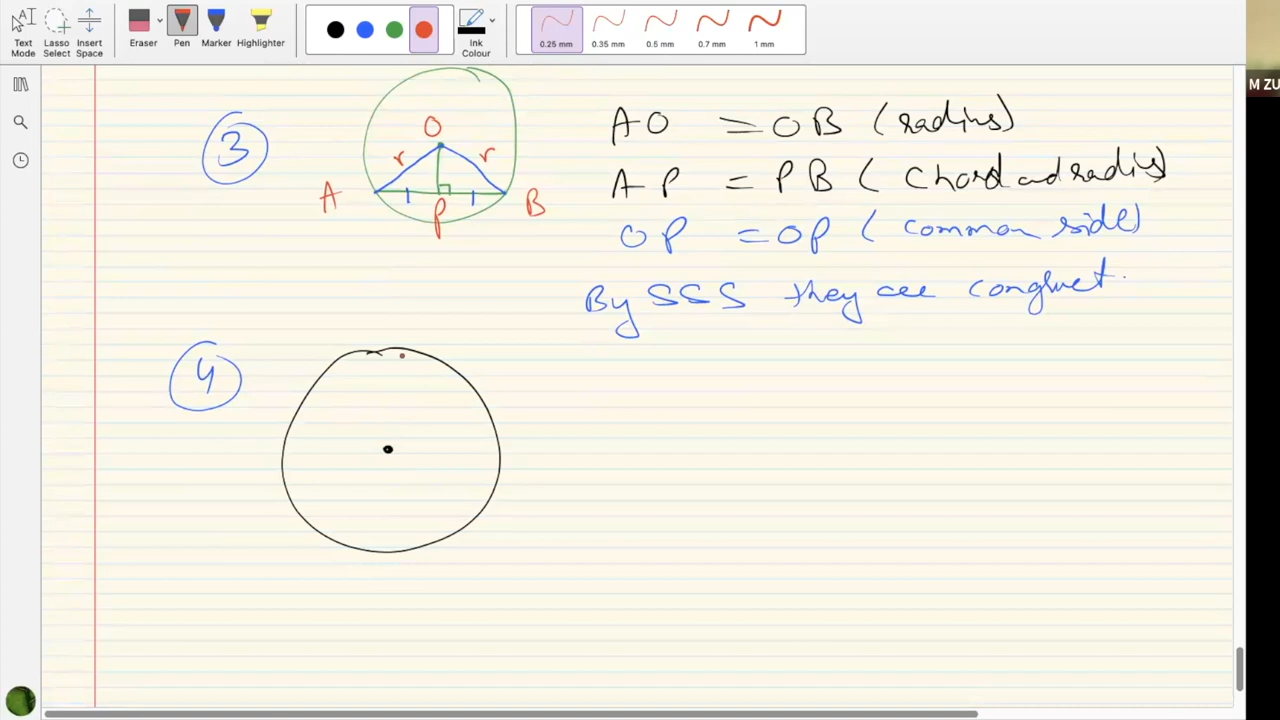 Text Mode
Lasso Select
Insert Space
Eraser
Pen
Marker
Highlighter
Ink Colour
0.25 mm
0.35 mm
0.5 mm
0.7 mm
1 mm
M ZU
3
O
r r
A P B
AO = OB (radius)
AP = PB ( Chord and radius)
OP = OP ( common side)
By SSS they are congruet.
4